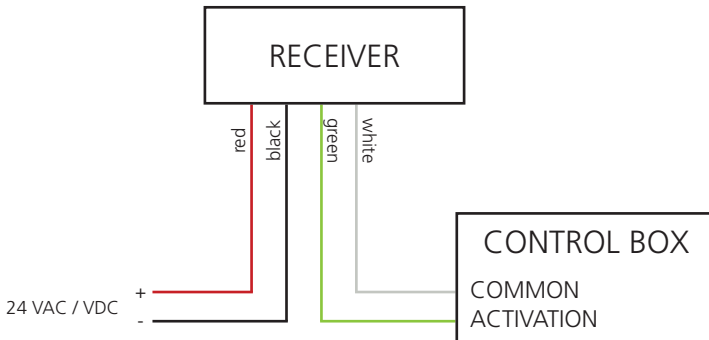 RECEIVER
red
black
green
white
CONTROL BOX
+
24 VAC / VDC
-
COMMON
ACTIVATION